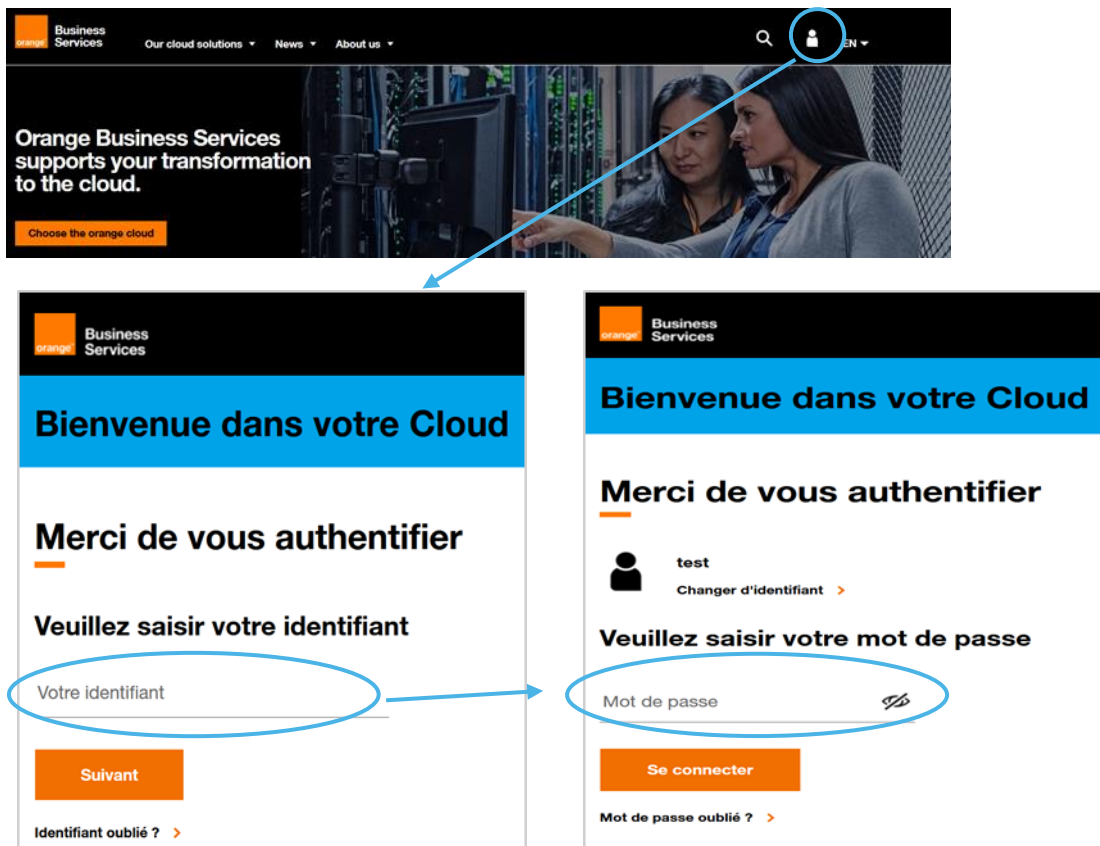 Business
Services
orange
Our cloud solutions
News
About us
EN
Orange Business Services
supports your transformation
to the cloud.
Choose the orange cloud
Business
Services
orange
Bienvenue dans votre Cloud
Merci de vous authentifier
Veuillez saisir votre identifiant
Votre identifiant
Suivant
Identifiant oublié ?
Business
Services
orange
Bienvenue dans votre Cloud
Merci de vous authentifier
test
Changer d'identifiant
Veuillez saisir votre mot de passe
Mot de passe
Se connecter
Mot de passe oublié ?